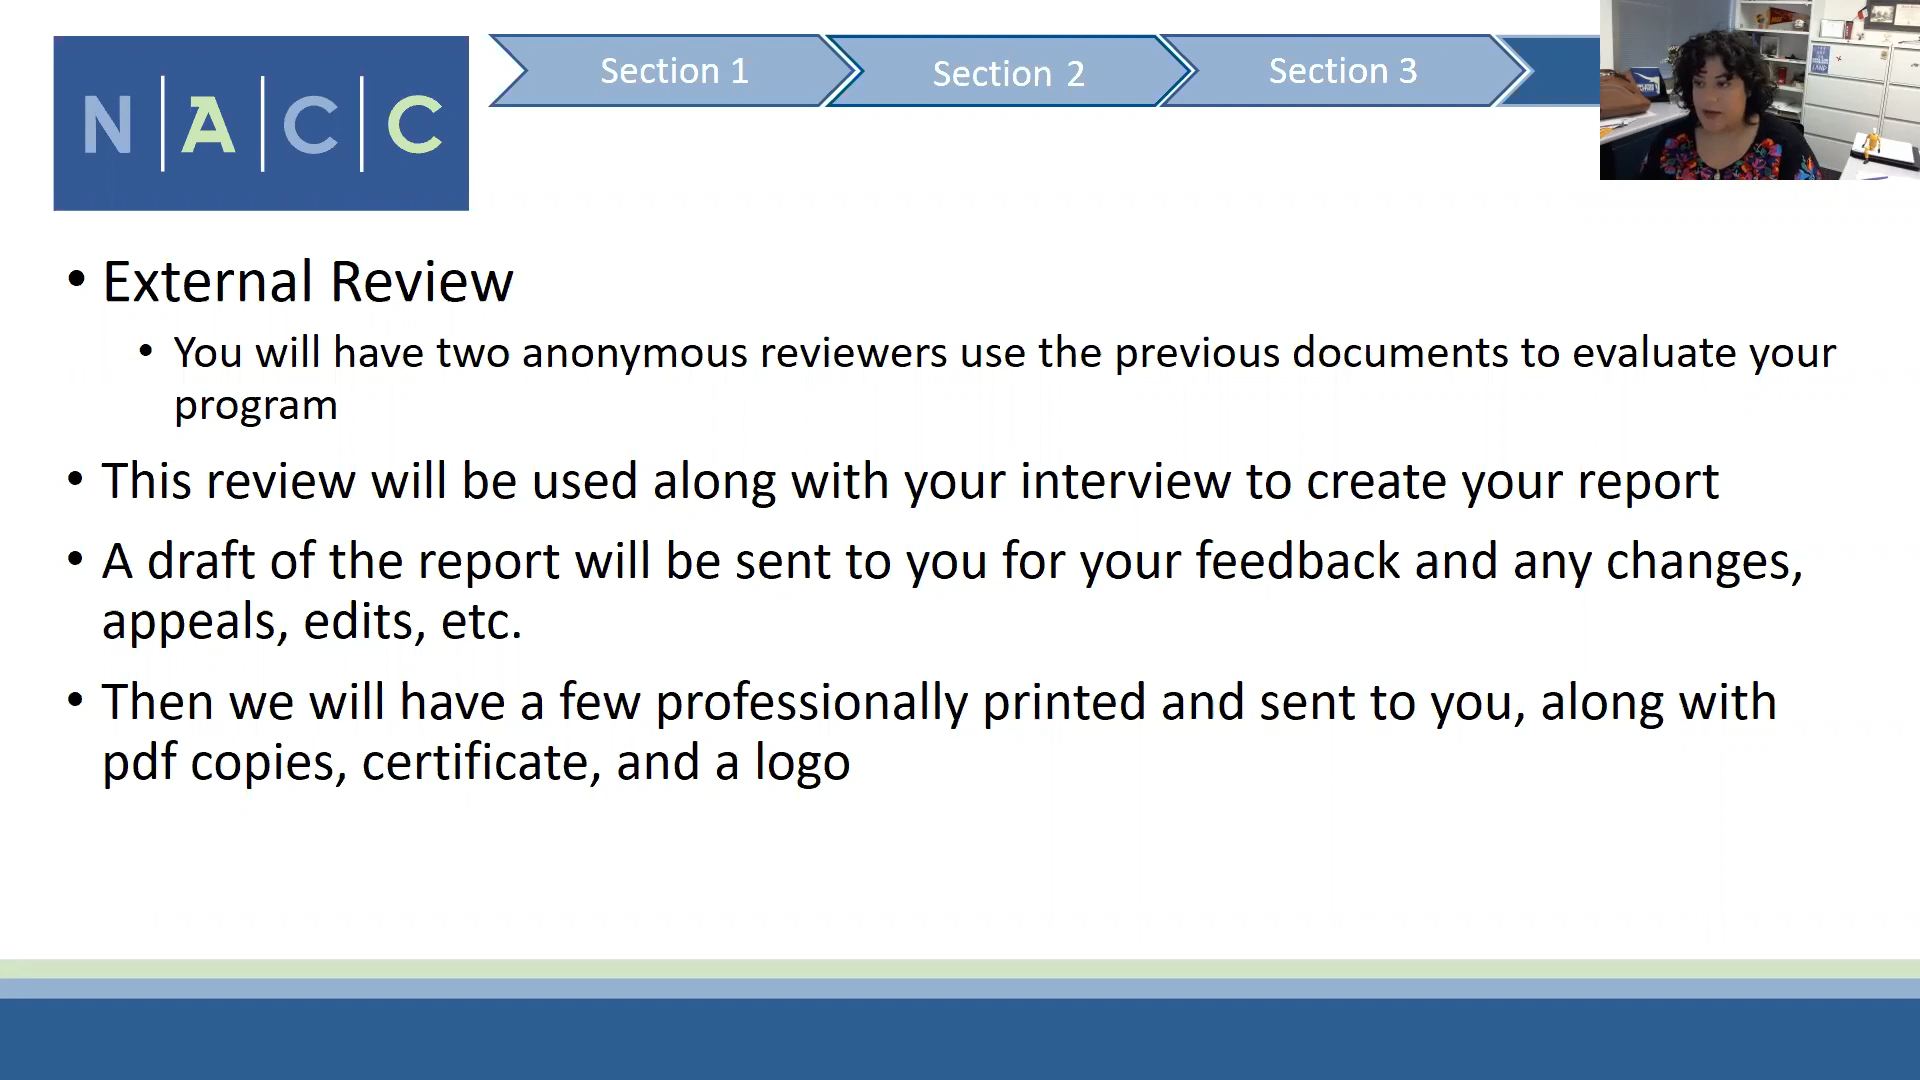 N|A|C|C
Section 1
Section 2
Section 3
• External Review
• You will have two anonymous reviewers use the previous documents to evaluate your
program
• This review will be used along with your interview to create your report
• A draft of the report will be sent to you for your feedback and any changes,
appeals, edits, etc.
• Then we will have a few professionally printed and sent to you, along with
pdf copies, certificate, and a logo